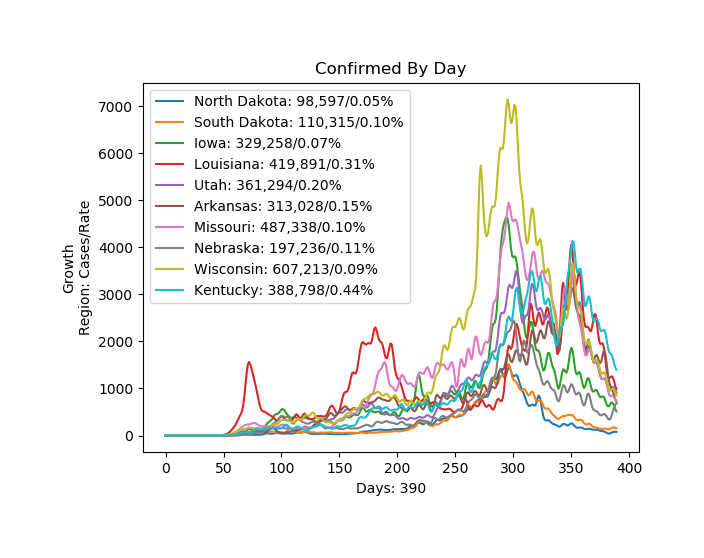 Confirmed By Day
North Dakota: 98,597/0.05%
South Dakota: 110,315/0.10%
Iowa: 329,258/0.07%
Louisiana: 419,891/0.31%
Utah: 361,294/0.20%
Arkansas: 313,028/0.15%
Missouri: 487,338/0.10%
Nebraska: 197,236/0.11%
Wisconsin: 607,213/0.09%
Kentucky: 388,798/0.44%
Growth
Region: Cases/Rate
7000
6000
5000
4000
3000
2000
1000
0
0 50 100 150 200 250 300 350 400
Days: 390